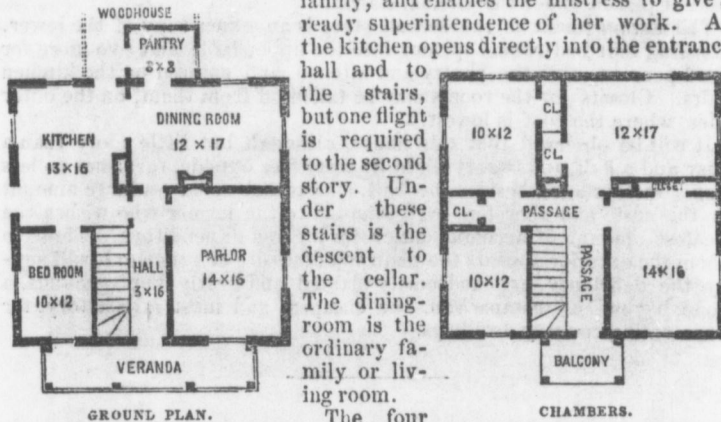 family, and enables the mistress to give
ready superintendence of her work. A
the kitchen opens directly into the entrance
hall and to
the stairs,
but one flight
is required
to the second
story. Un-
der these
stairs is the
descent to
the cellar.
The dining-
room is the
ordinary fa-
mily or liv-
ing room.
The four
WOODHOUSE
PANTRY
8×8
KITCHEN
13×16
DINING ROOM
12 × 17
BED ROOM
10×12
HALL
PARLOR
14×16
VERANDA
GROUND PLAN.
10×12
CL.
CL.
12×17
CLOSET
CL.
PASSAGE
10×12
PASSAGE
14×16
BALCONY
CHAMBERS.